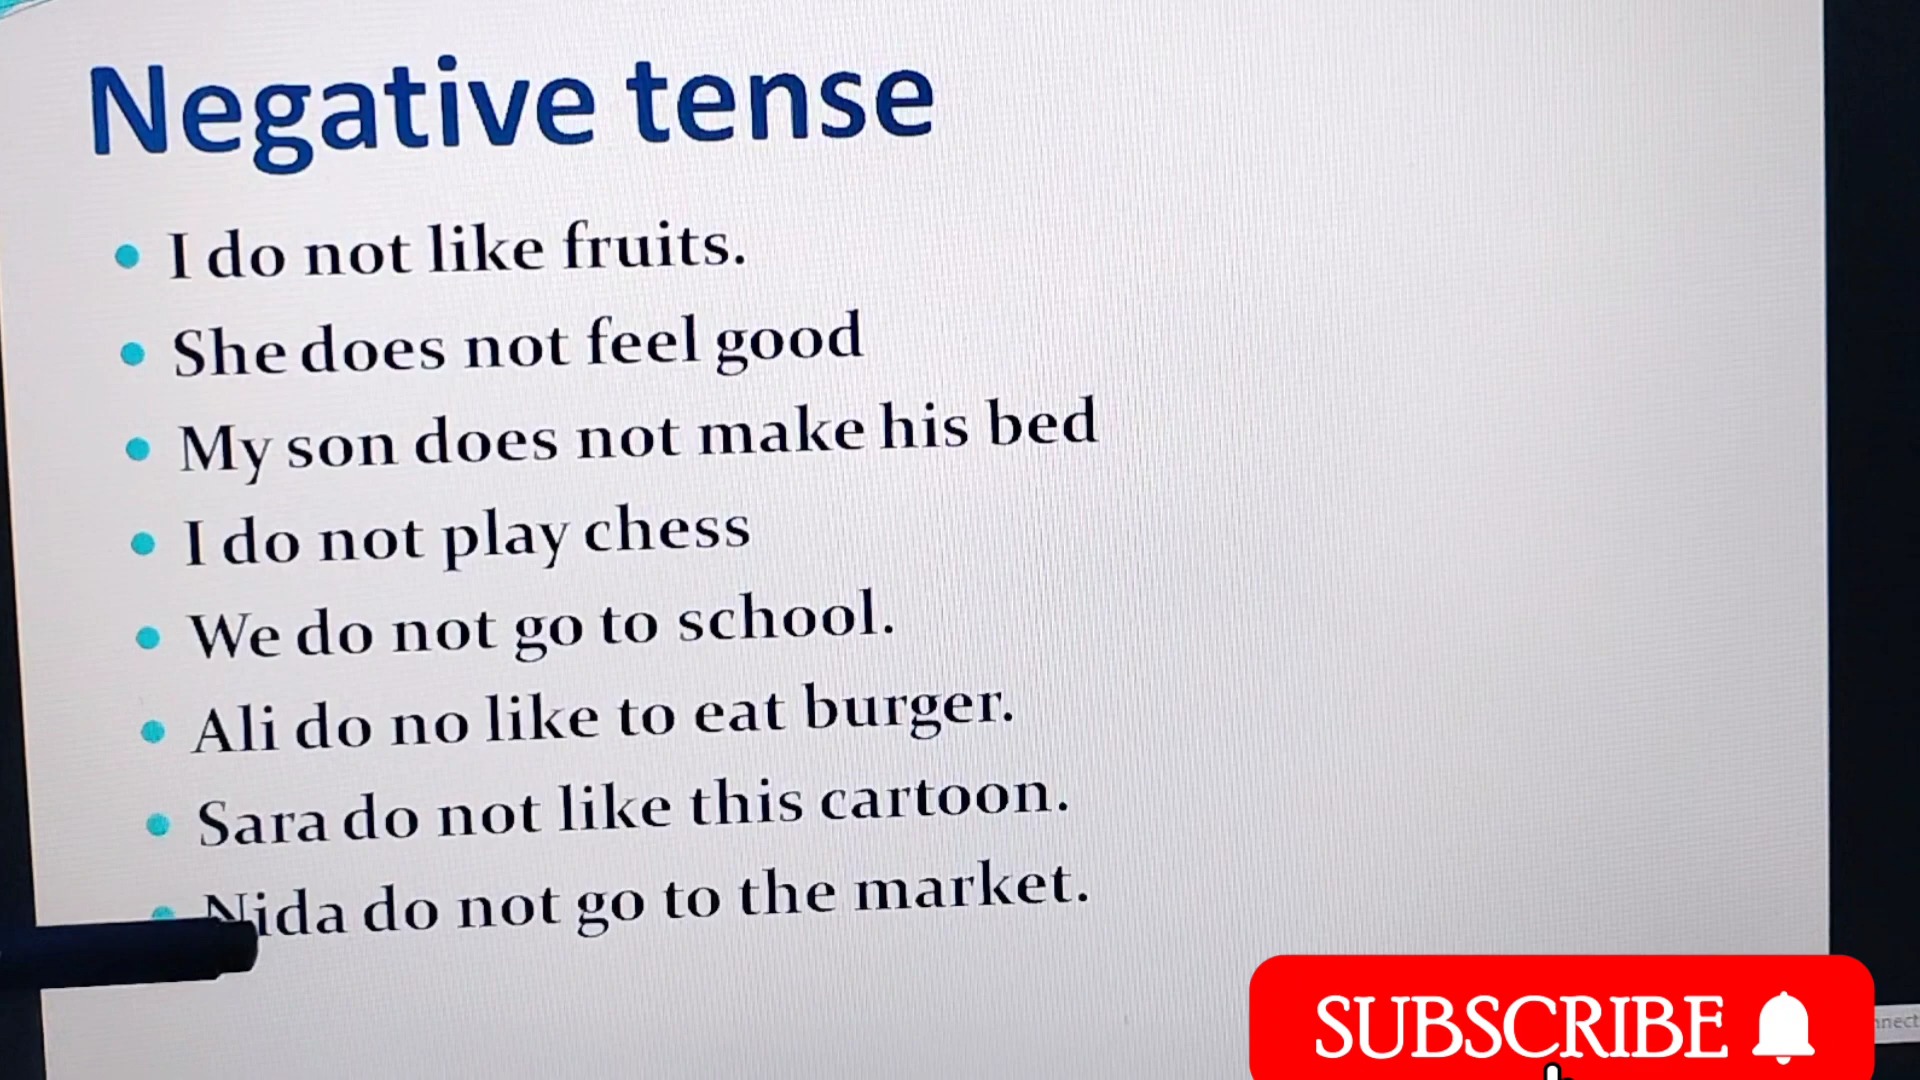 Negative tense
• I do not like fruits.
• She does not feel good
• My son does not make his bed
• I do not play chess
• We do not go to school.
• Ali do no like to eat burger.
• Sara do not like this cartoon.
• Nida do not go to the market.
SUBSCRIBE